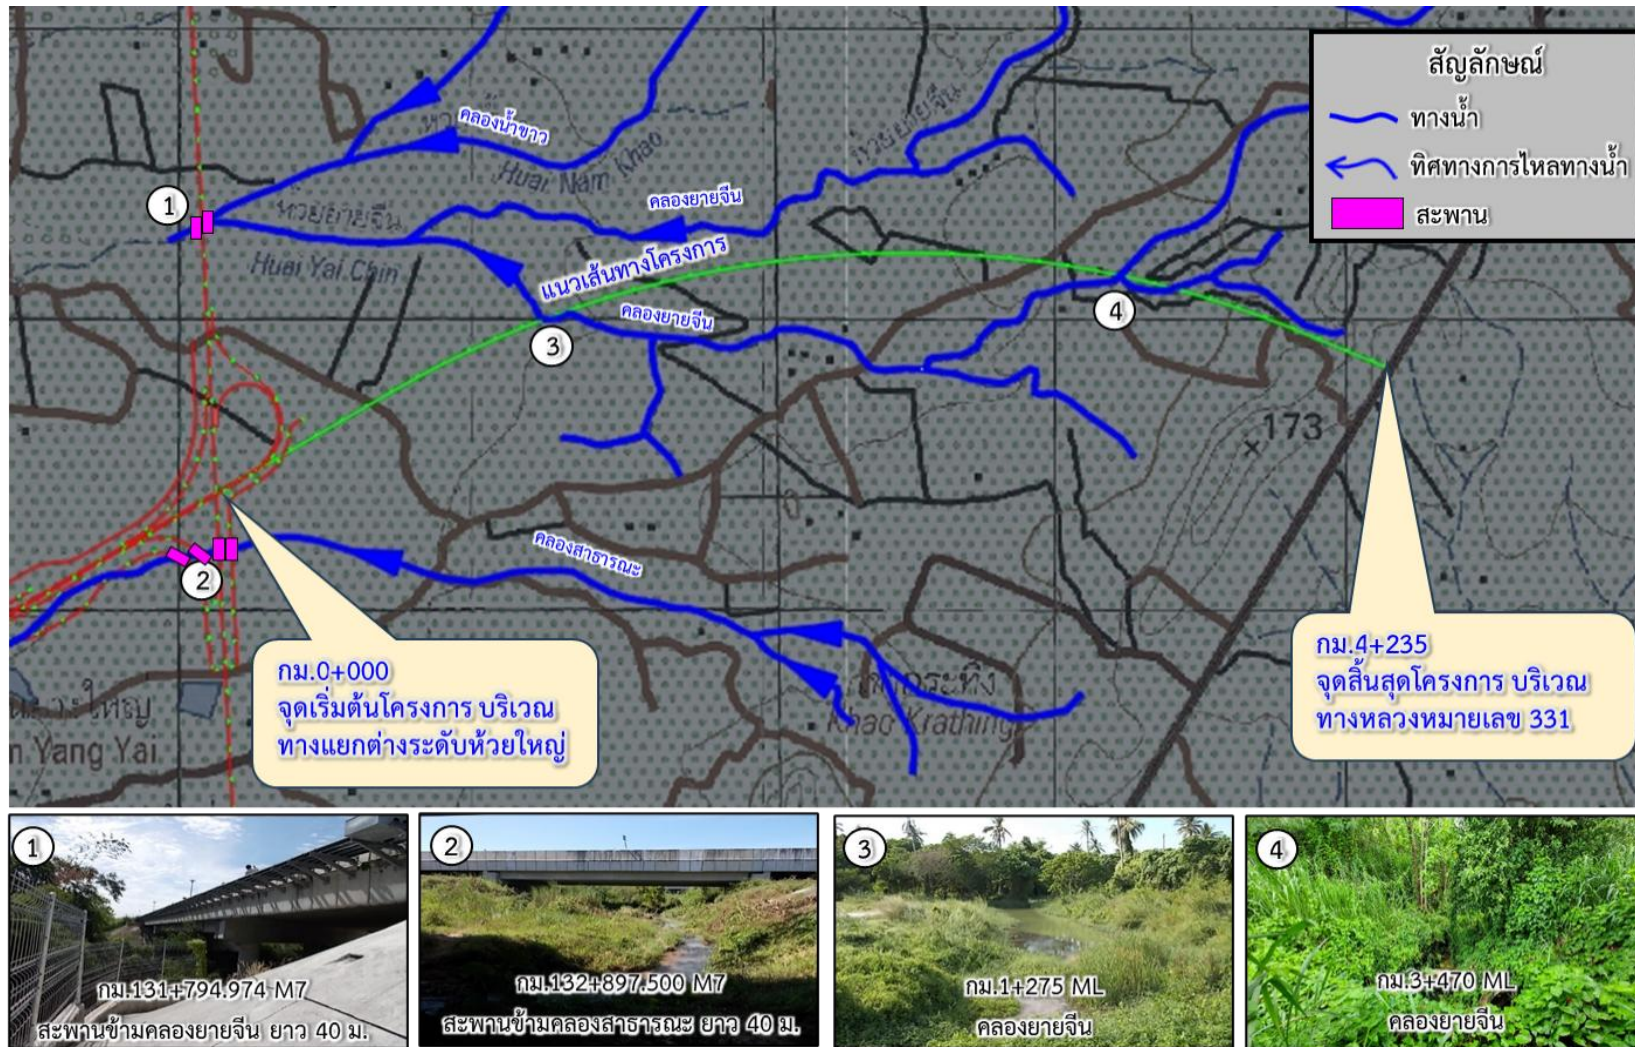 สัญลักษณ์
ทางน้ำ
ทิศทางการไหลทางน้ำ
สะพาน
คลองน้ำขาว
Huai Nam Khao
ห้วยยายจีน
คลองยายจีน
1
ห้วยยายจีน
Huai Yai Chin
แนวเส้นทางโครงการ
คลองยายจีน
3
4
173
คลองสาธารณะ
2
กม.0+000
จุดเริ่มต้นโครงการ บริเวณ
ทางแยกต่างระดับห้วยใหญ่
กม.4+235
จุดสิ้นสุดโครงการ บริเวณ
ทางหลวงหมายเลข 331
Khao Krathing
Yang Yai
1
กม.131+794.974 M7
สะพานข้ามคลองยายจีน ยาว 40 ม.
2
กม.132+897.500 M7
สะพานข้ามคลองสาธารณะ ยาว 40 ม.
3
กม.1+275 ML
คลองยายจีน
4
กม.3+470 ML
คลองยายจีน